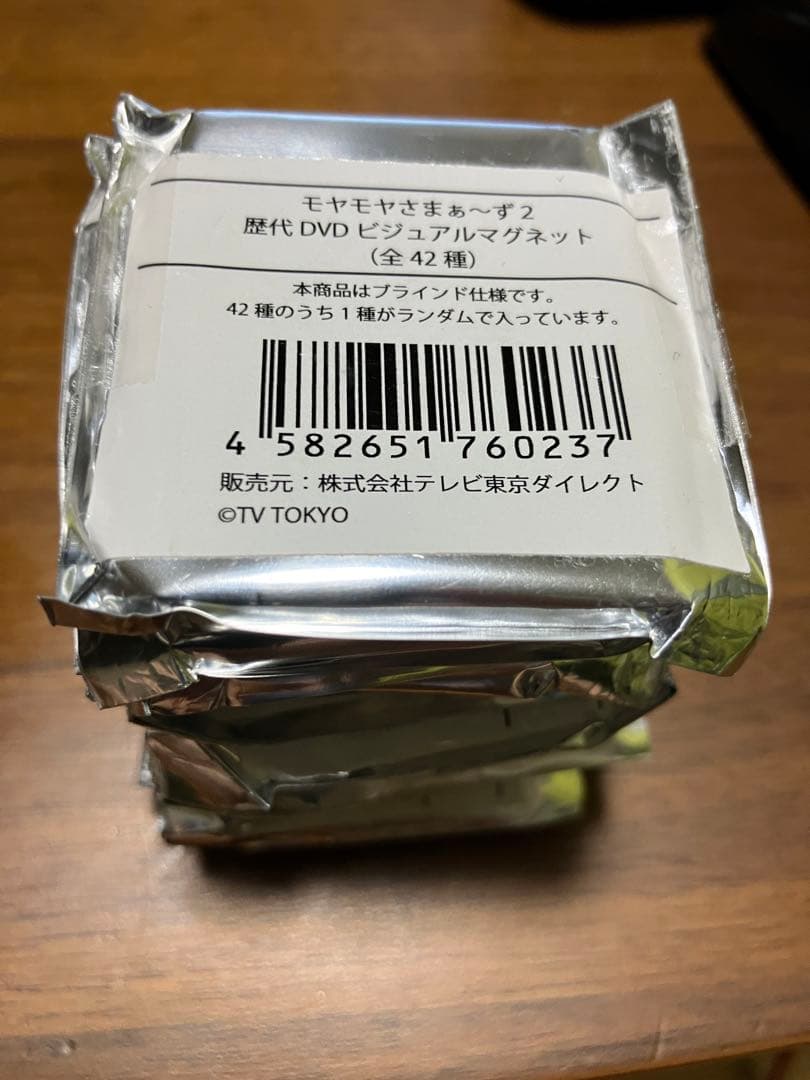 モヤモヤさまぁ～ず2
歴代 DVD ビジュアルマグネット
（全 42 種）
本商品はブラインド仕様です。
42 種のうち 1 種がランダムで入っています。
4 582651 760237
販売元：株式会社テレビ東京ダイレクト
©TV TOKYO